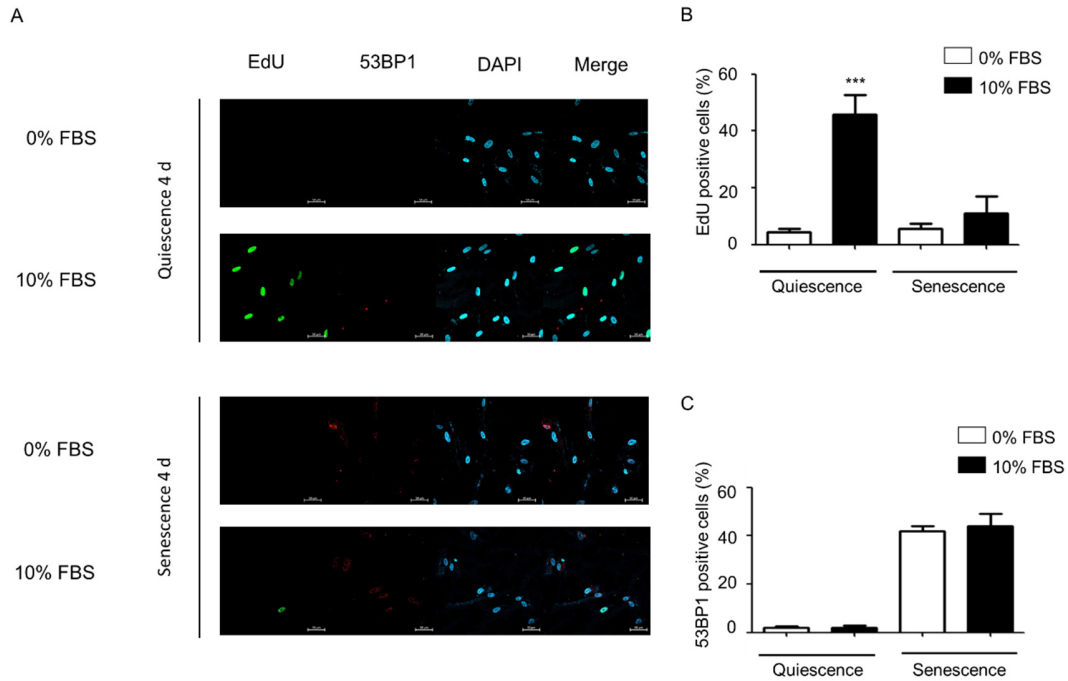 A
EdU 53BP1 DAPI Merge
0% FBS
10% FBS
Quiescence 4 d
0% FBS
10% FBS
Senescence 4 d
B
0% FBS
10% FBS
EdU positive cells (%)
60
40
20
0
***
Quiescence Senescence
C
0% FBS
10% FBS
53BP1 positive cells (%)
60
40
20
0
Quiescence Senescence